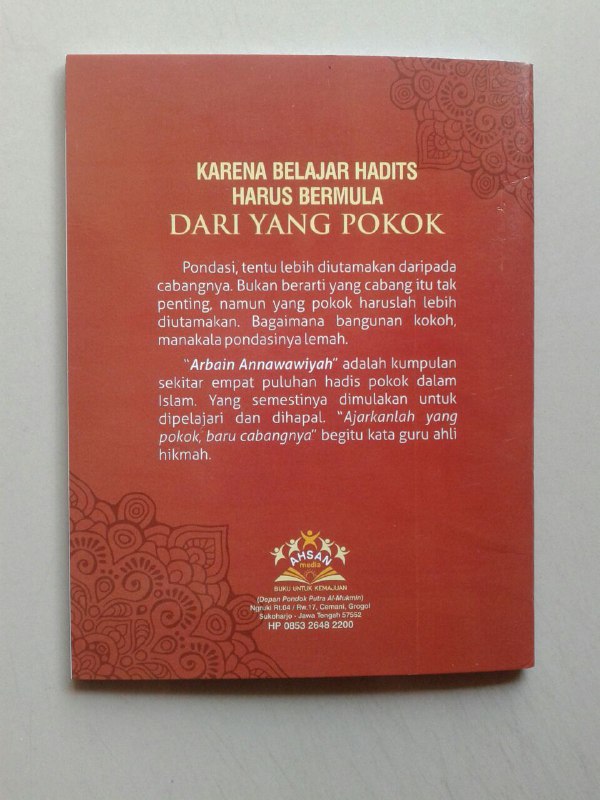 KARENA BELAJAR HADITS
HARUS BERMULA
DARI YANG POKOK
Pondasi, tentu lebih diutamakan daripada
cabangnya. Bukan berarti yang cabang itu tak
penting, namun yang pokok haruslah lebih
diutamakan. Bagaimana bangunan kokoh,
manakala pondasinya lemah.
"Arbain Annawawiyah" adalah kumpulan
sekitar empat puluhan hadis pokok dalam
Islam. Yang semestinya dimulakan untuk
dipelajari dan dihapal. "Ajarkanlah yang
pokok, baru cabangnya" begitu kata guru ahli
hikmah.
AHSAN
media
BUKU UNTUK KEMAJUAN
(Depan Pondok Putra Al-Mukmin)
Ngruki Rt.04 / Rw.17, Cemani, Grogol
Sukoharjo - Jawa Tengah 57552
HP 0853 2648 2200